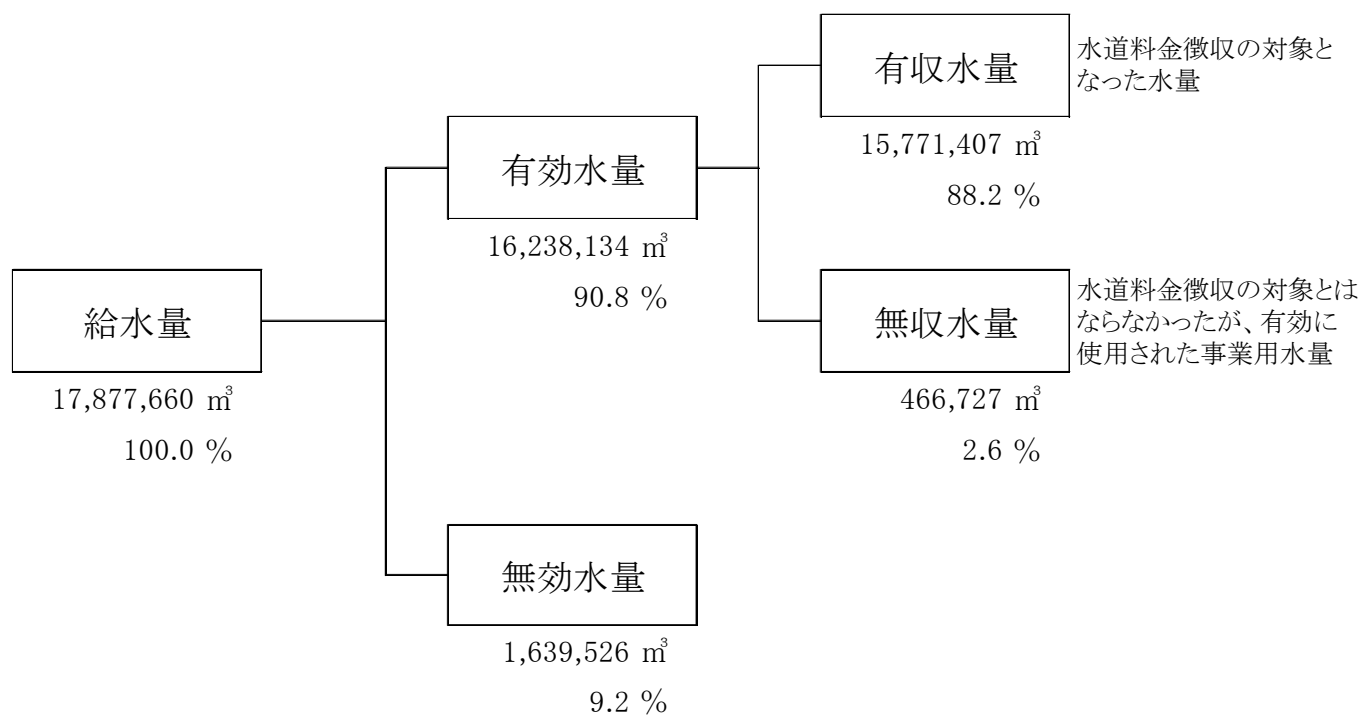 有収水量
水道料金徴収の対象と
なった水量
15,771,407 ㎥
88.2 %
有効水量
16,238,134 ㎥
90.8 %
給水量
17,877,660 ㎥
100.0 %
無収水量
水道料金徴収の対象とは
ならなかったが、有効に
使用された事業用水量
466,727 ㎥
2.6 %
無効水量
1,639,526 ㎥
9.2 %